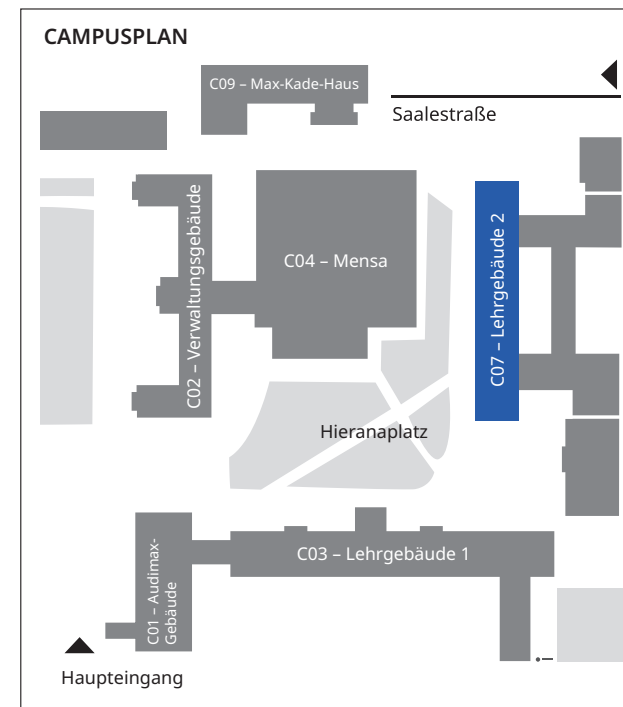 CAMPUSPLAN
C09 – Max-Kade-Haus
Saalestraße
C02 – Verwaltungsgebäude
C04 – Mensa
C07 – Lehrgebäude 2
Hieranaplatz
C03 – Lehrgebäude 1
C01 – Audimax-
Gebäude
Haupteingang